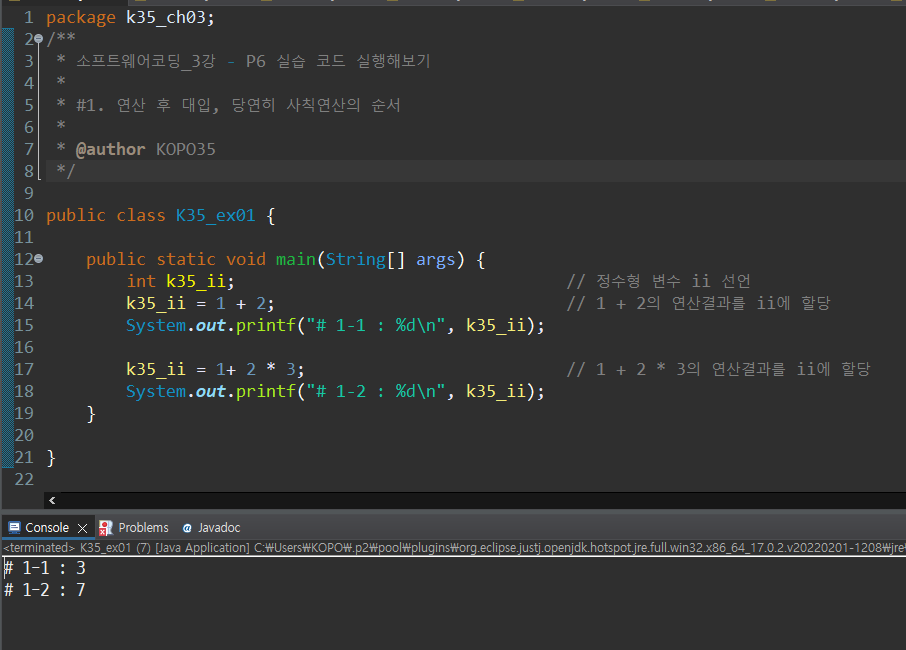 1 package k35_ch03;
2 /**
3 * 소프트웨어코딩_3강 - P6 실습 코드 실행해보기
4 *
5 * #1. 연산 후 대입, 당연히 사칙연산의 순서
6 *
7 * @author KOPO35
8 */
9
10 public class K35_ex01 {
11
12 public static void main(String[] args) {
13 int k35_ii; // 정수형 변수 ii 선언
14 k35_ii = 1 + 2; // 1 + 2의 연산결과를 ii에 할당
15 System.out.printf("# 1-1 : %d\n", k35_ii);
16
17 k35_ii = 1+ 2 * 3; // 1 + 2 * 3의 연산결과를 ii에 할당
18 System.out.printf("# 1-2 : %d\n", k35_ii);
19 }
20
21 }
22
Console Problems Javadoc
<terminated> K35_ex01 (7) [Java Application] C:₩Users₩KOPO₩.p2₩pool₩plugins₩org.eclipse.justj.openjdk.hotspot.jre.full.win32.x86_64_17.0.2.v20220201-1208₩jre₩
# 1-1 : 3
# 1-2 : 7